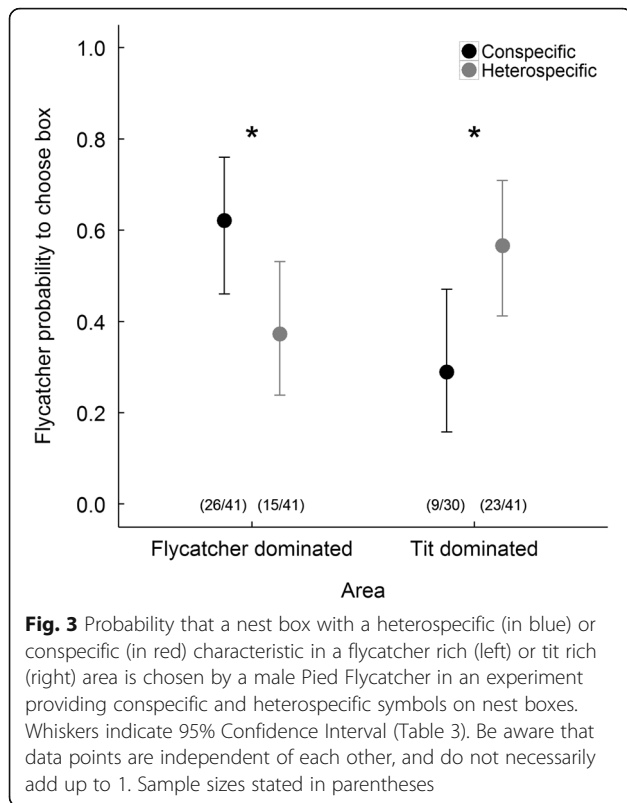 1.0
Conspecific
Heterospecific
0.8
*
*
0.6
0.4
0.2
0.0
Flycatcher probability to choose box
(26/41) (15/41) (9/30) (23/41)
Flycatcher dominated Tit dominated
Area
Fig. 3 Probability that a nest box with a heterospecific (in blue) or
conspecific (in red) characteristic in a flycatcher rich (left) or tit rich
(right) area is chosen by a male Pied Flycatcher in an experiment
providing conspecific and heterospecific symbols on nest boxes.
Whiskers indicate 95% Confidence Interval (Table 3). Be aware that
data points are independent of each other, and do not necessarily
add up to 1. Sample sizes stated in parentheses